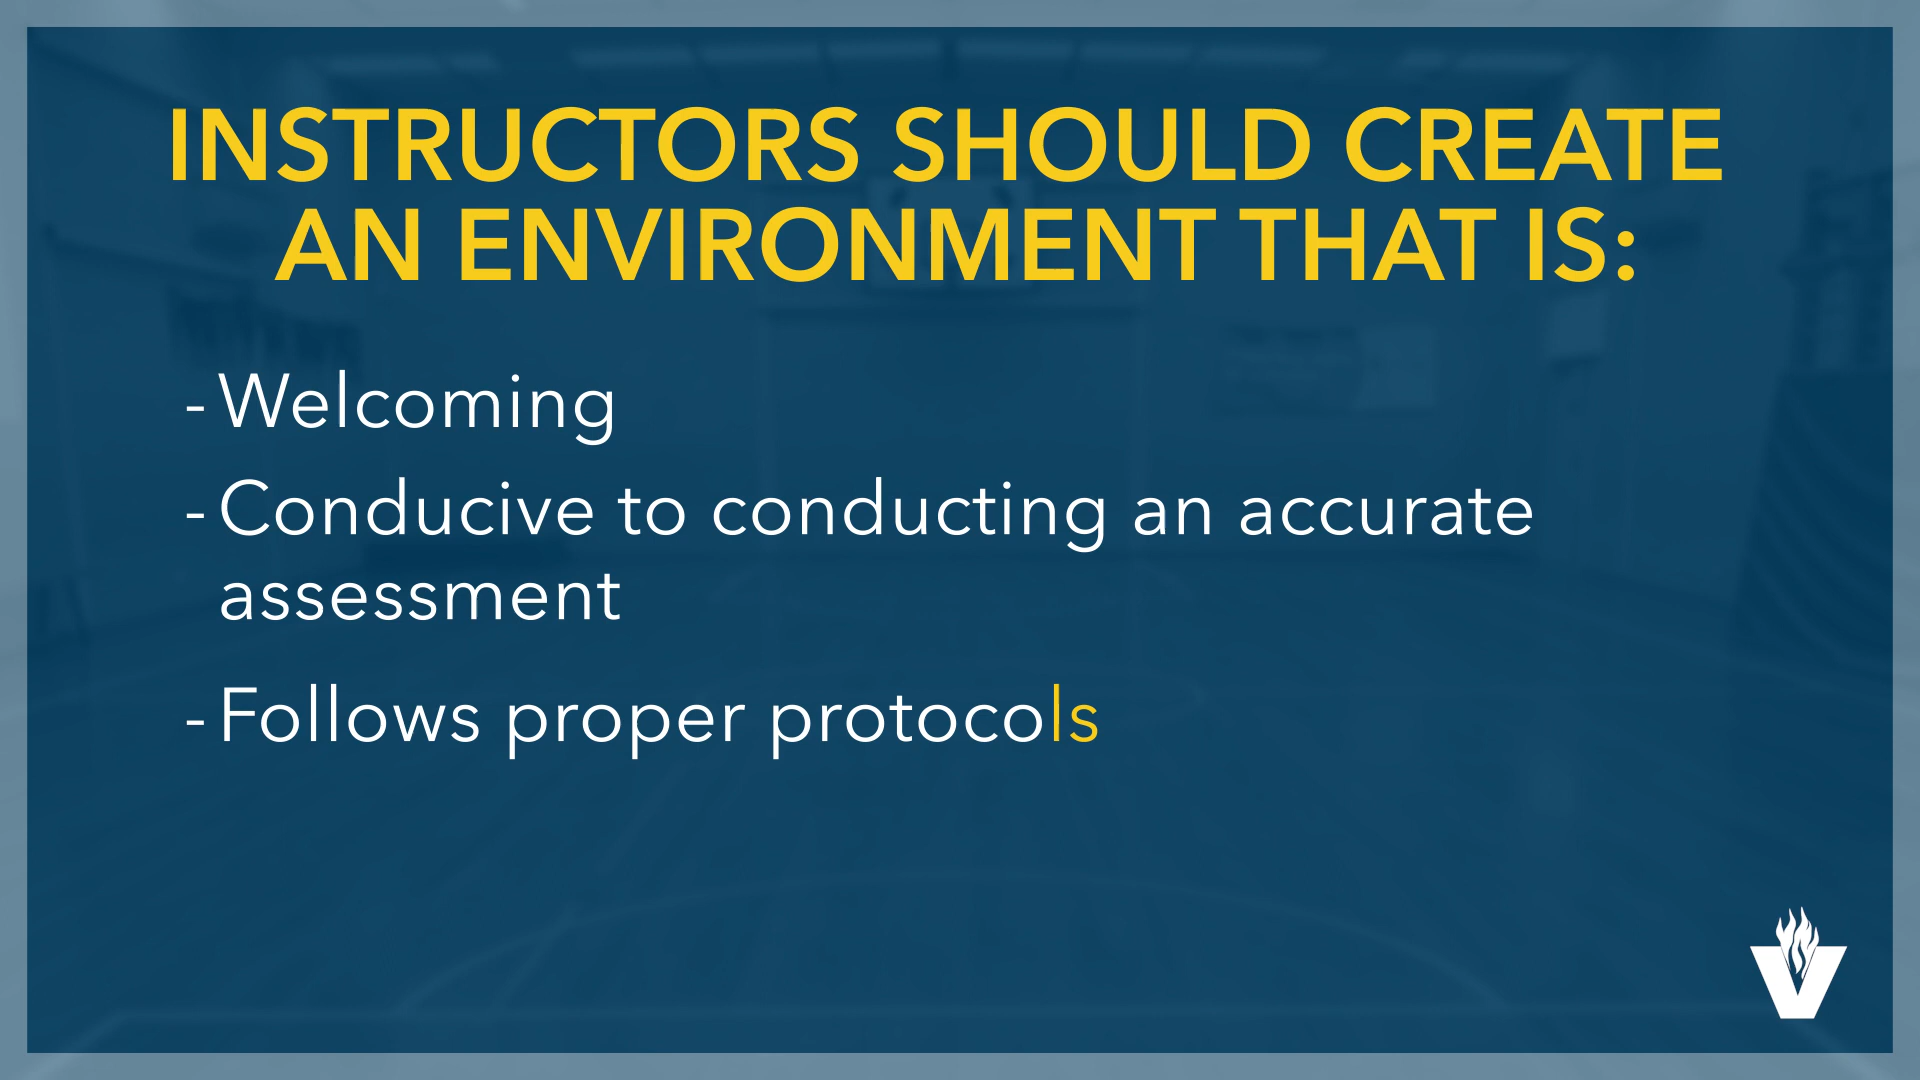 INSTRUCTORS SHOULD CREATE
AN ENVIRONMENT THAT IS:
- Welcoming
- Conducive to conducting an accurate
assessment
- Follows proper protocols
V